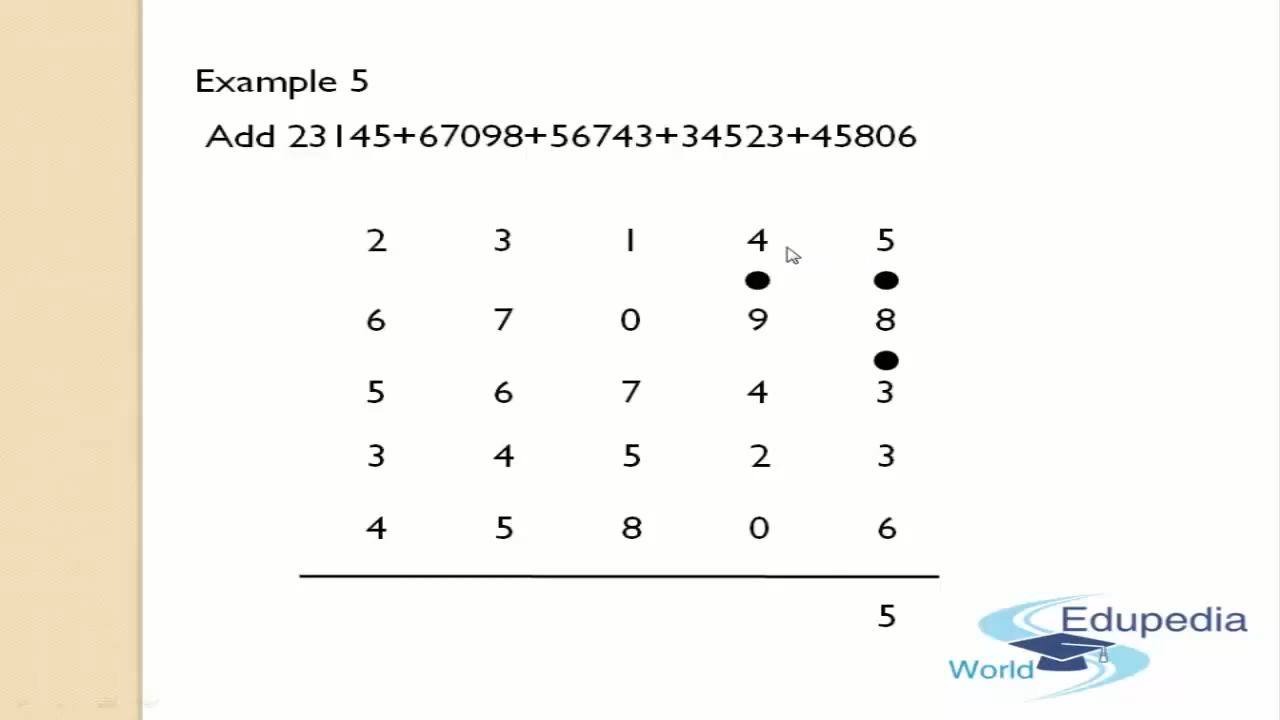 Example 5
Add 23145+67098+56743+34523+45806
2 3 1 4 5
6 7 0 9 8
5 6 7 4 3
3 4 5 2 3
4 5 8 0 6
5
Edupedia
World